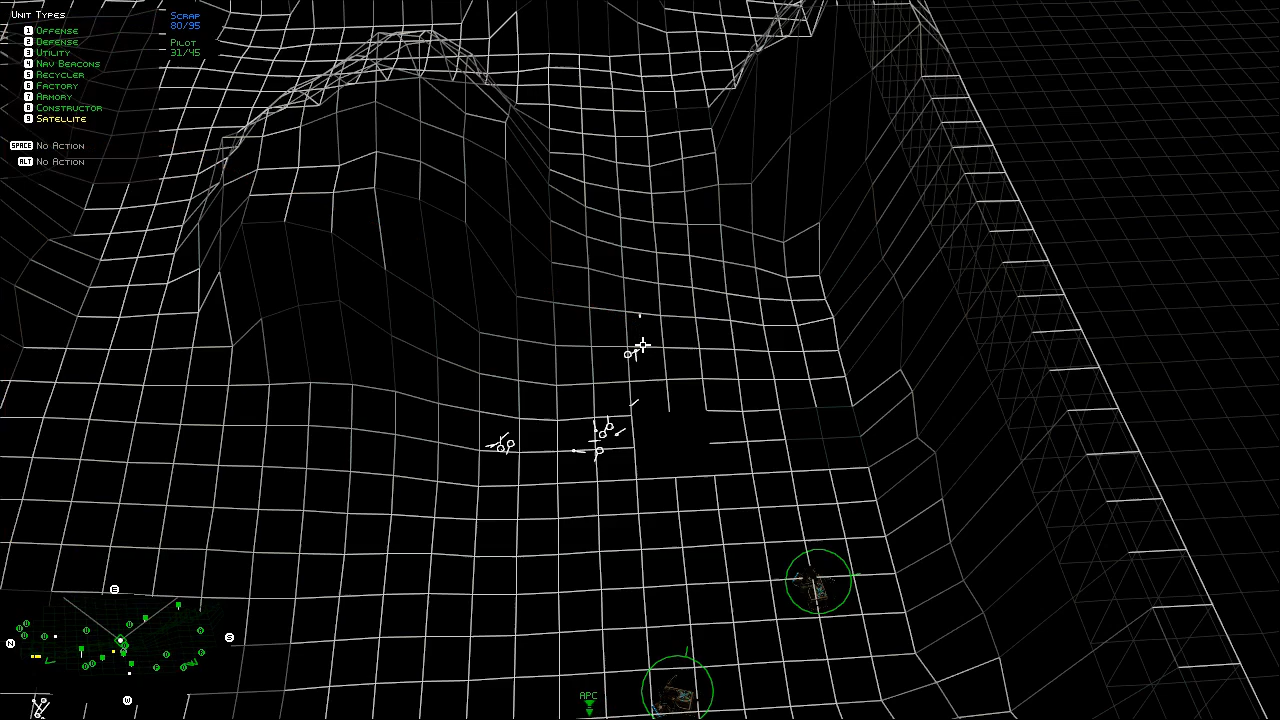 Unit Types
1 Offense
2 Defense
3 Utility
4 Nav Beacons
5 Recycler
6 Factory
7 Armory
8 Constructor
9 Satellite
SPACE No Action
ALT No Action
Scrap
80/95
Pilot
31/45
APC
E
N
S
W